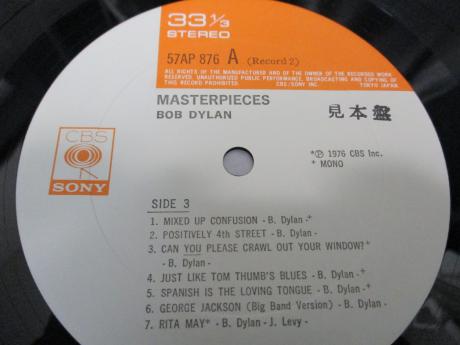 33 1/3
STEREO
57AP 876 A (Record 2)
ALL RIGHTS OF THE MANUFACTURED AND OF THE OWNER OF THE RECORDED WORK
RESERVED. UNAUTHORIZED PUBLIC PERFORMANCE, BROADCASTING AND COPYING OF
THIS RECORD PROHIBITED CBS/SONY INC. TOKYO JAPAN
MASTERPIECES
BOB DYLAN
見本盤
*Ⓟ 1976 CBS Inc.
* MONO
CBS
SONY
SIDE 3
1. MIXED UP CONFUSION - B. Dylan -*
2. POSITIVELY 4th STREET - B. Dylan -
3. CAN YOU PLEASE CRAWL OUT YOUR WINDOW?*
- B. Dylan -
4. JUST LIKE TOM THUMB'S BLUES - B. Dylan -*
5. SPANISH IS THE LOVING TONGUE - B. Dylan -*
6. GEORGE JACKSON (Big Band Version) - B. Dylan -
7. RITA MAY* - B. Dylan - J. Levy -